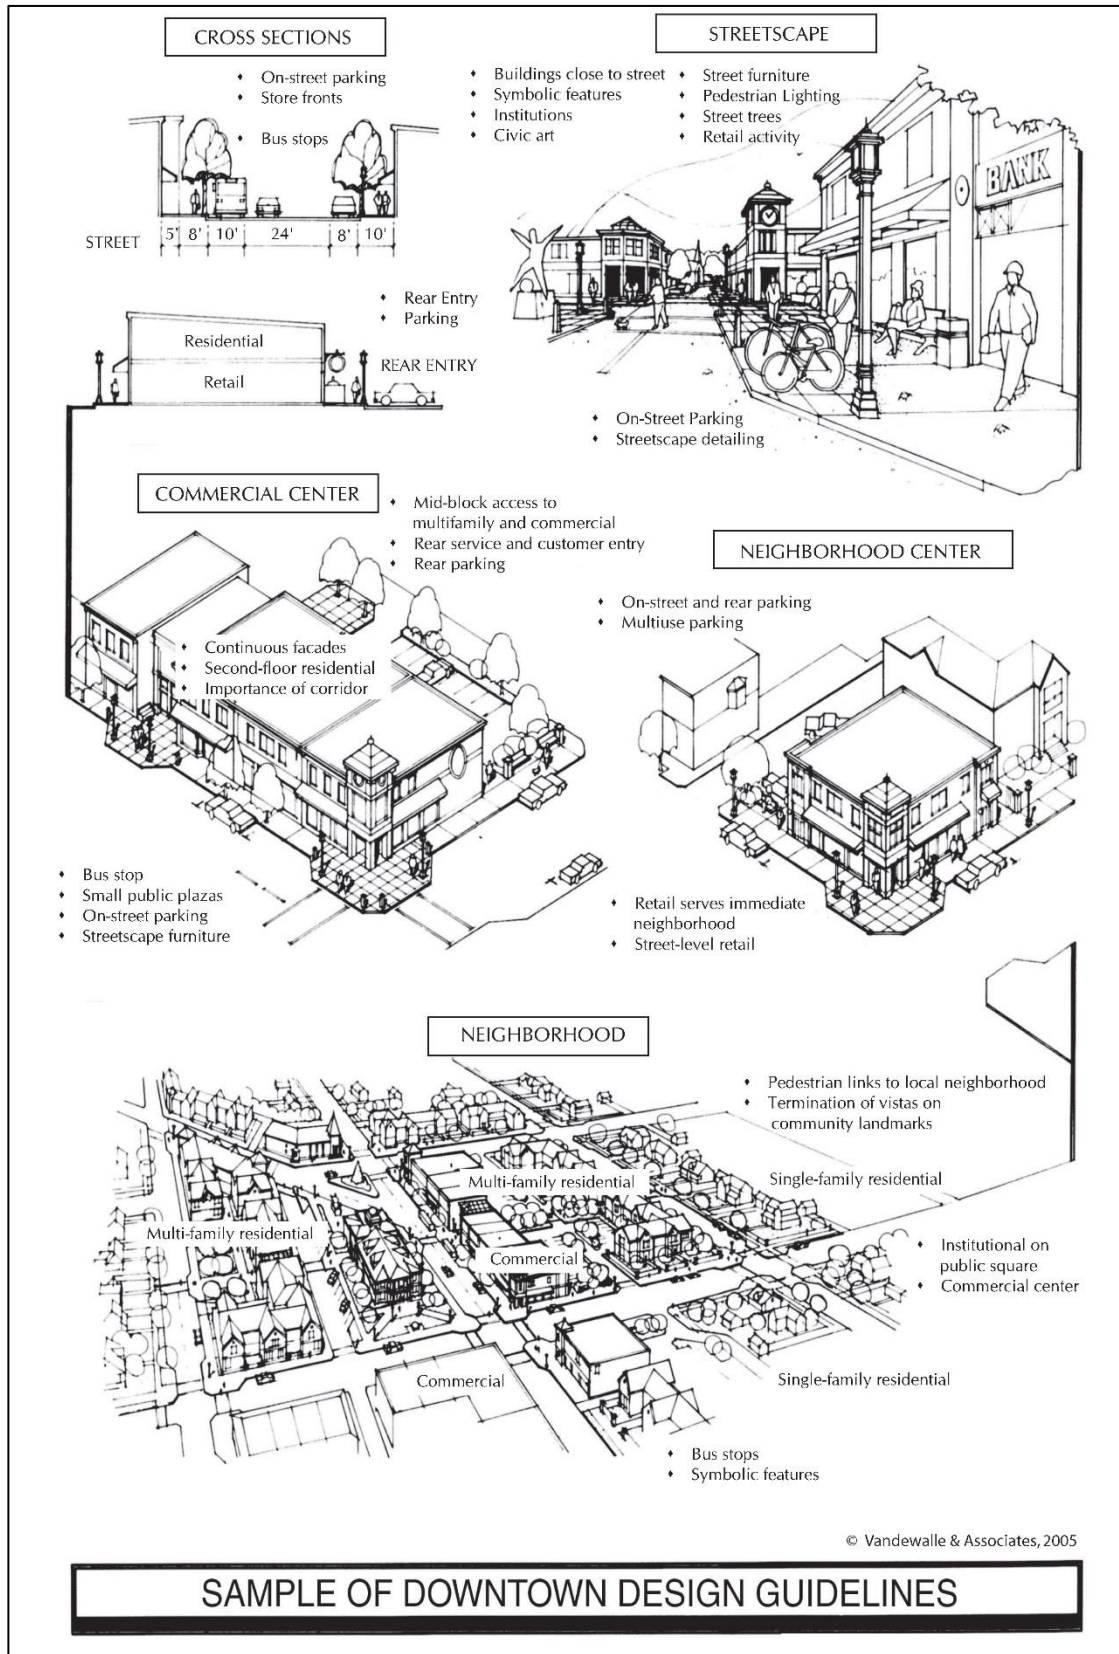 CROSS SECTIONS
♦ On-street parking
♦ Store fronts
♦ Bus stops
STREET
5' 8' 10' 24' 8' 10'
♦ Rear Entry
♦ Parking
Residential
Retail
REAR ENTRY
STREETSCAPE
♦ Buildings close to street
♦ Symbolic features
♦ Institutions
♦ Civic art
♦ Street furniture
♦ Pedestrian Lighting
♦ Street trees
♦ Retail activity
BANK
♦ On-Street Parking
♦ Streetscape detailing
COMMERCIAL CENTER
♦ Mid-block access to
multifamily and commercial
♦ Rear service and customer entry
♦ Rear parking
♦ Continuous facades
♦ Second-floor residential
♦ Importance of corridor
♦ Bus stop
♦ Small public plazas
♦ On-street parking
♦ Streetscape furniture
NEIGHBORHOOD CENTER
♦ On-street and rear parking
♦ Multiuse parking
♦ Retail serves immediate
neighborhood
♦ Street-level retail
NEIGHBORHOOD
♦ Pedestrian links to local neighborhood
♦ Termination of vistas on
community landmarks
Multi-family residential
Single-family residential
Multi-family residential
Commercial
♦ Institutional on
public square
♦ Commercial center
Commercial
Single-family residential
♦ Bus stops
♦ Symbolic features
© Vandewalle & Associates, 2005
SAMPLE OF DOWNTOWN DESIGN GUIDELINES